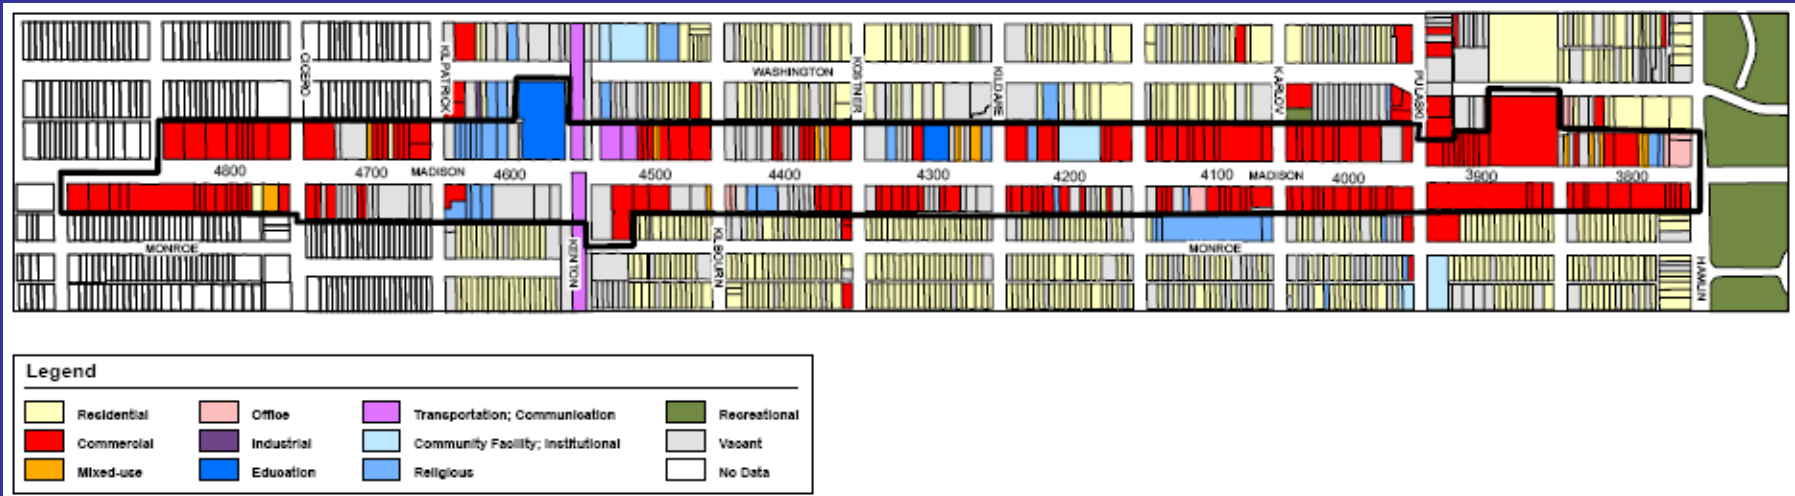 WASHINGTON
CICERO
KILPATRICK
KOSTNER
KILDARE
KARLOV
PULASKI
4800
4700
MADISON
4600
4500
4400
4300
4200
4100
MADISON
4000
3900
3800
MONROE
KENTON
KILBOURN
MONROE
HAMLIN
Legend
Residential
Office
Transportation; Communication
Recreational
Commercial
Industrial
Community Facility; Institutional
Vacant
Mixed-use
Education
Religious
No Data